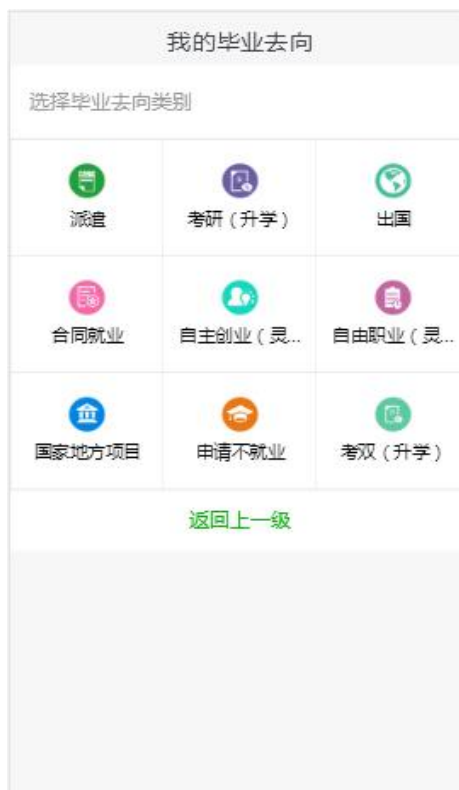 我的毕业去向
选择毕业去向类别
派遣
考研（升学）
出国
合同就业
自主创业（灵...
自由职业（灵...
国家地方项目
申请不就业
考双（升学）
返回上一级